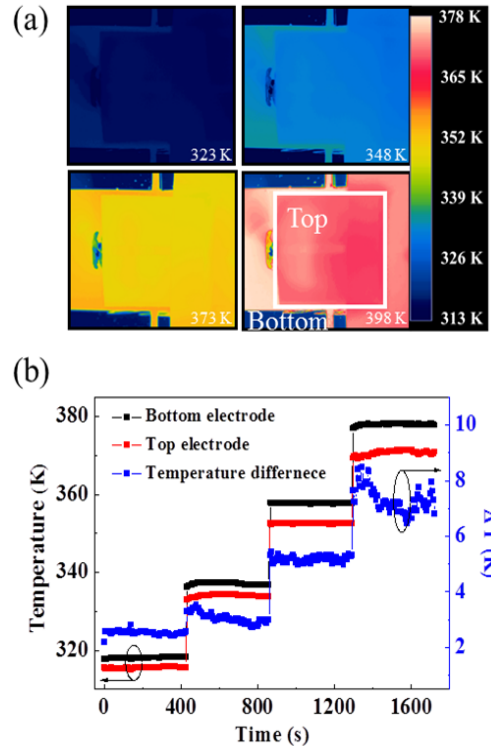 (a)
323 K
348 K
373 K
Top
Bottom
398 K
378 K
365 K
352 K
339 K
326 K
313 K
(b)
Bottom electrode
Top electrode
Temperature differnece
Temperature (K)
380
360
340
320
ΔT (K)
10
8
6
4
2
0 400 800 1200 1600
Time (s)